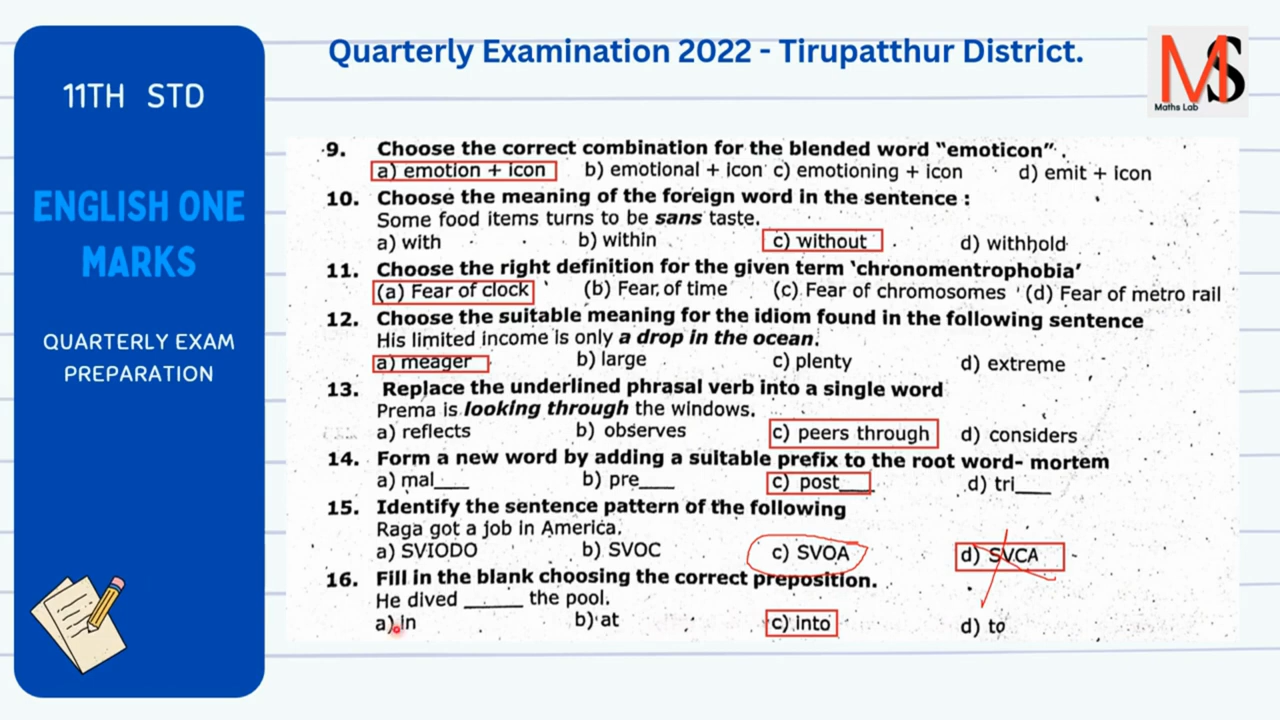 11TH STD
ENGLISH ONE
MARKS
QUARTERLY EXAM
PREPARATION
Quarterly Examination 2022 - Tirupatthur District.
MS
Maths Lab
9. Choose the correct combination for the blended word "emoticon".
a) emotion + icon b) emotional + icon c) emotioning + icon d) emit + icon
10. Choose the meaning of the foreign word in the sentence :
Some food items turns to be sans taste.
a) with b) within c) without d) withhold
11. Choose the right definition for the given term 'chronomentrophobia'
(a) Fear of clock (b) Fear of time (c) Fear of chromosomes (d) Fear of metro rail
12. Choose the suitable meaning for the idiom found in the following sentence
His limited income is only a drop in the ocean.
a) meager b) large c) plenty d) extreme
13. Replace the underlined phrasal verb into a single word
Prema is looking through the windows.
a) reflects b) observes c) peers through d) considers
14. Form a new word by adding a suitable prefix to the root word- mortem
a) mal___ b) pre___ c) post___ d) tri___
15. Identify the sentence pattern of the following
Raga got a job in America.
a) SVIODO b) SVOC c) SVOA d) SVCA
16. Fill in the blank choosing the correct preposition.
He dived _____ the pool.
a) in b) at c) into d) to